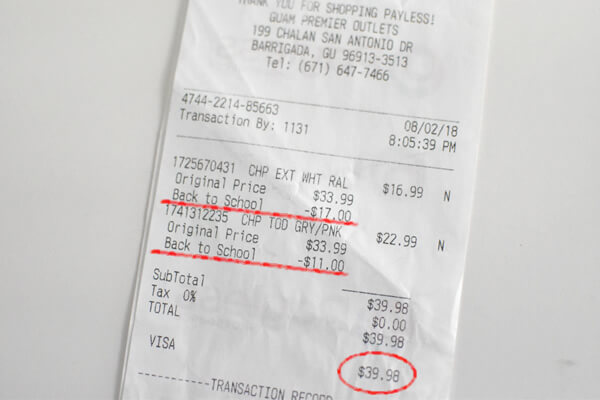 THANK YOU FOR SHOPPING PAYLESS!
GUAM PREMIER OUTLETS
199 CHALAN SAN ANTONIO DR
BARRIGADA, GU 96913-3513
Tel: (671) 647-7466
4744-2214-85663 08/02/18
Transaction By: 1131 8:05:39 PM
1725670431 CHP EXT WHT RAL $16.99 N
Original Price $33.99
Back to School -$17.00
1741312235 CHP TOD GRY/PNK $22.99 N
Original Price $33.99
Back to School -$11.00
SubTotal $39.98
Tax 0% $0.00
TOTAL $39.98
VISA $39.98
----------TRANSACTION RECORD